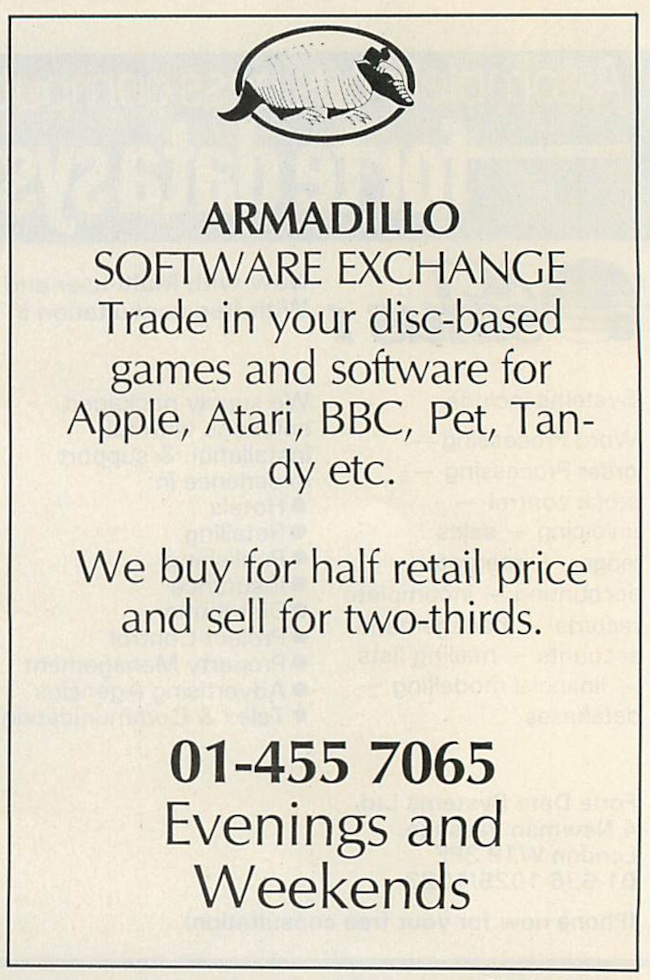 ARMADILLO
SOFTWARE EXCHANGE
Trade in your disc-based
games and software for
Apple, Atari, BBC, Pet, Tan-
dy etc.
We buy for half retail price
and sell for two-thirds.
01-455 7065
Evenings and
Weekends